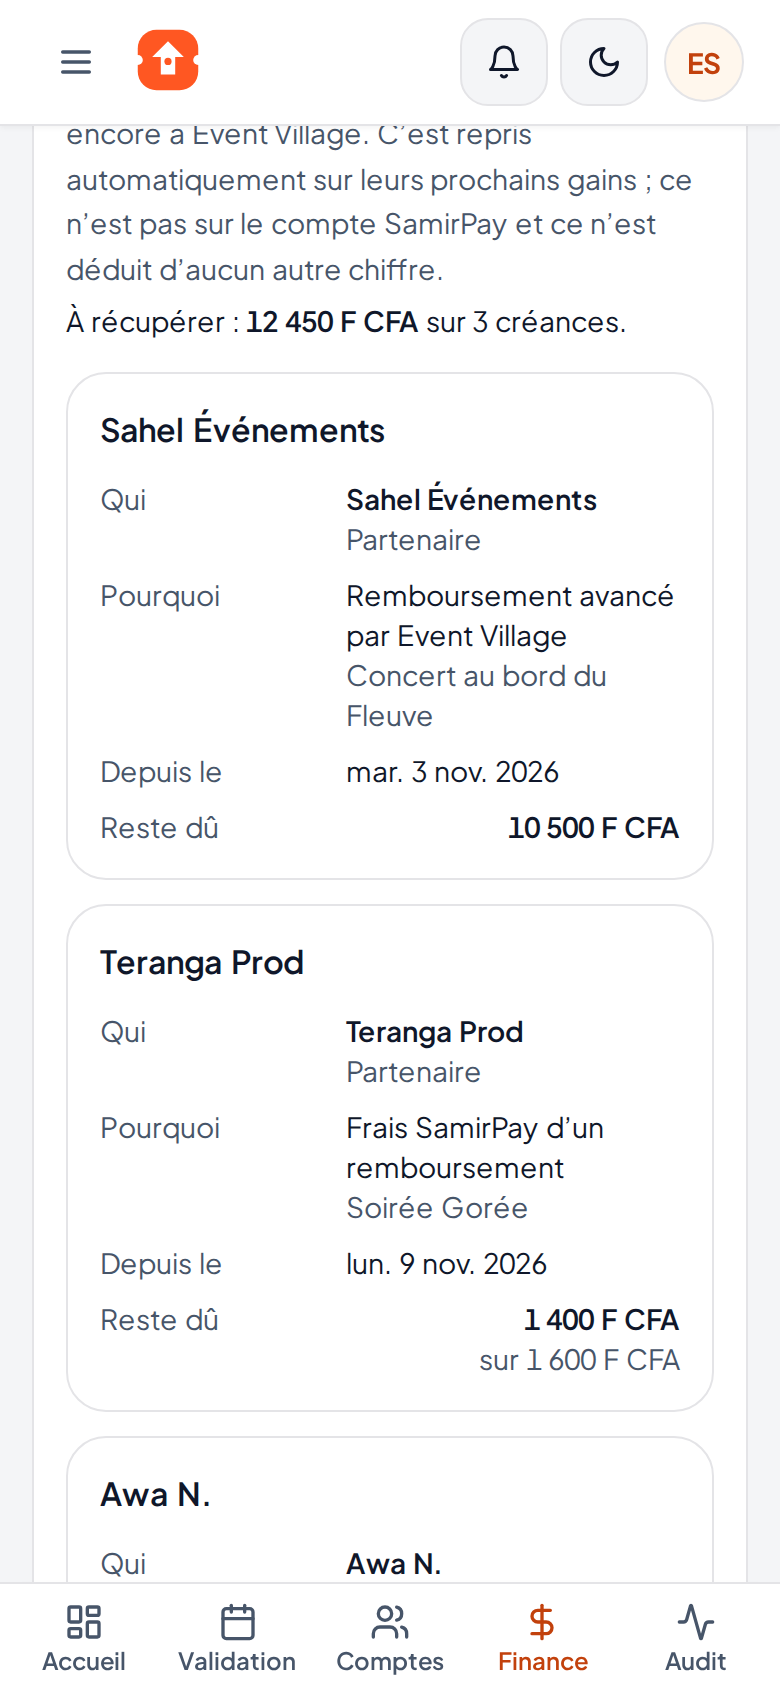 ES
encore à Event Village. C’est repris
automatiquement sur leurs prochains gains ; ce
n’est pas sur le compte SamirPay et ce n’est
déduit d’aucun autre chiffre.
À récupérer : 12 450 F CFA sur 3 créances.
Sahel Événements
Qui
Sahel Événements
Partenaire
Pourquoi
Remboursement avancé
par Event Village
Concert au bord du
Fleuve
Depuis le
mar. 3 nov. 2026
Reste dû
10 500 F CFA
Teranga Prod
Qui
Teranga Prod
Partenaire
Pourquoi
Frais SamirPay d’un
remboursement
Soirée Gorée
Depuis le
lun. 9 nov. 2026
Reste dû
1 400 F CFA
sur 1 600 F CFA
Awa N.
Qui
Awa N.
Accueil
Validation
Comptes
Finance
Audit